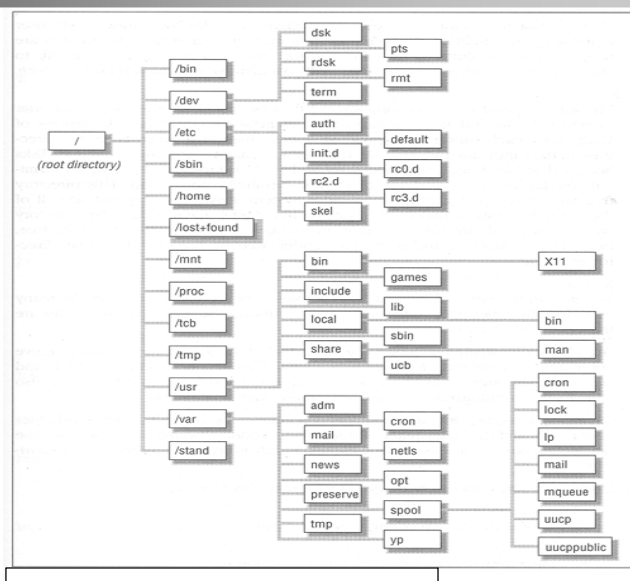 /
(root directory)
/bin
/dev
/etc
/sbin
/home
/lost+found
/mnt
/proc
/tcb
/tmp
/usr
/var
/stand
dsk
pts
rdsk
rmt
term
auth
default
init.d
rc0.d
rc2.d
rc3.d
skel
bin
games
include
lib
local
sbin
share
ucb
X11
bin
man
adm
cron
mail
netls
news
opt
preserve
spool
tmp
yp
cron
lock
lp
mail
mqueue
uucp
uucppublic